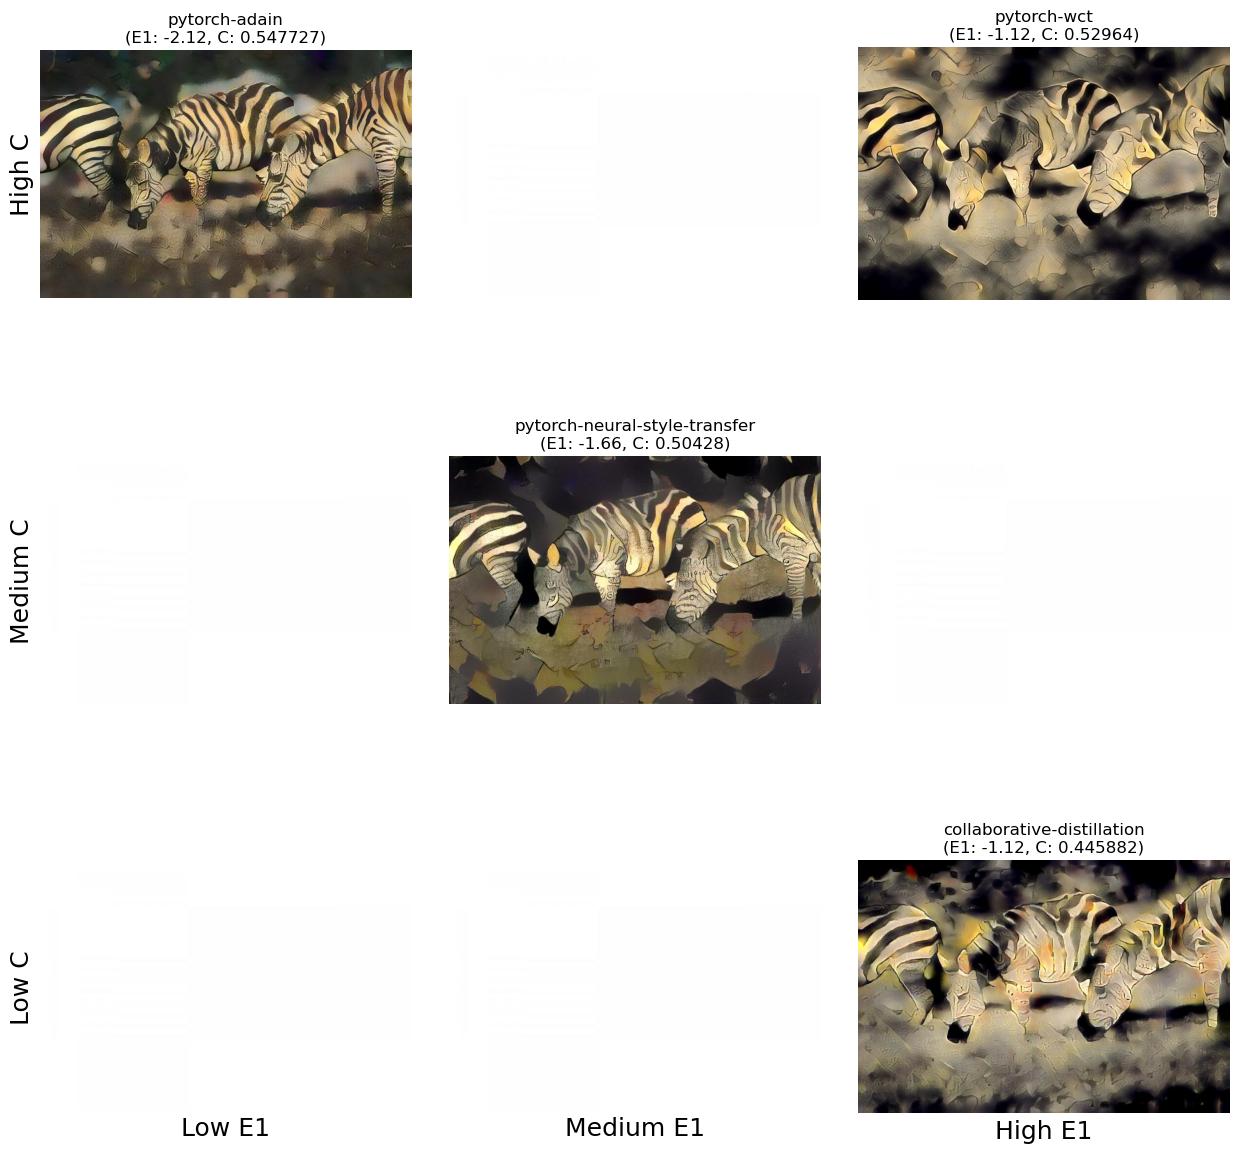 pytorch-adain
(E1: -2.12, C: 0.547727)
pytorch-wct
(E1: -1.12, C: 0.52964)
High C
pytorch-neural-style-transfer
(E1: -1.66, C: 0.50428)
Medium C
collaborative-distillation
(E1: -1.12, C: 0.445882)
Low C
Low E1
Medium E1
High E1